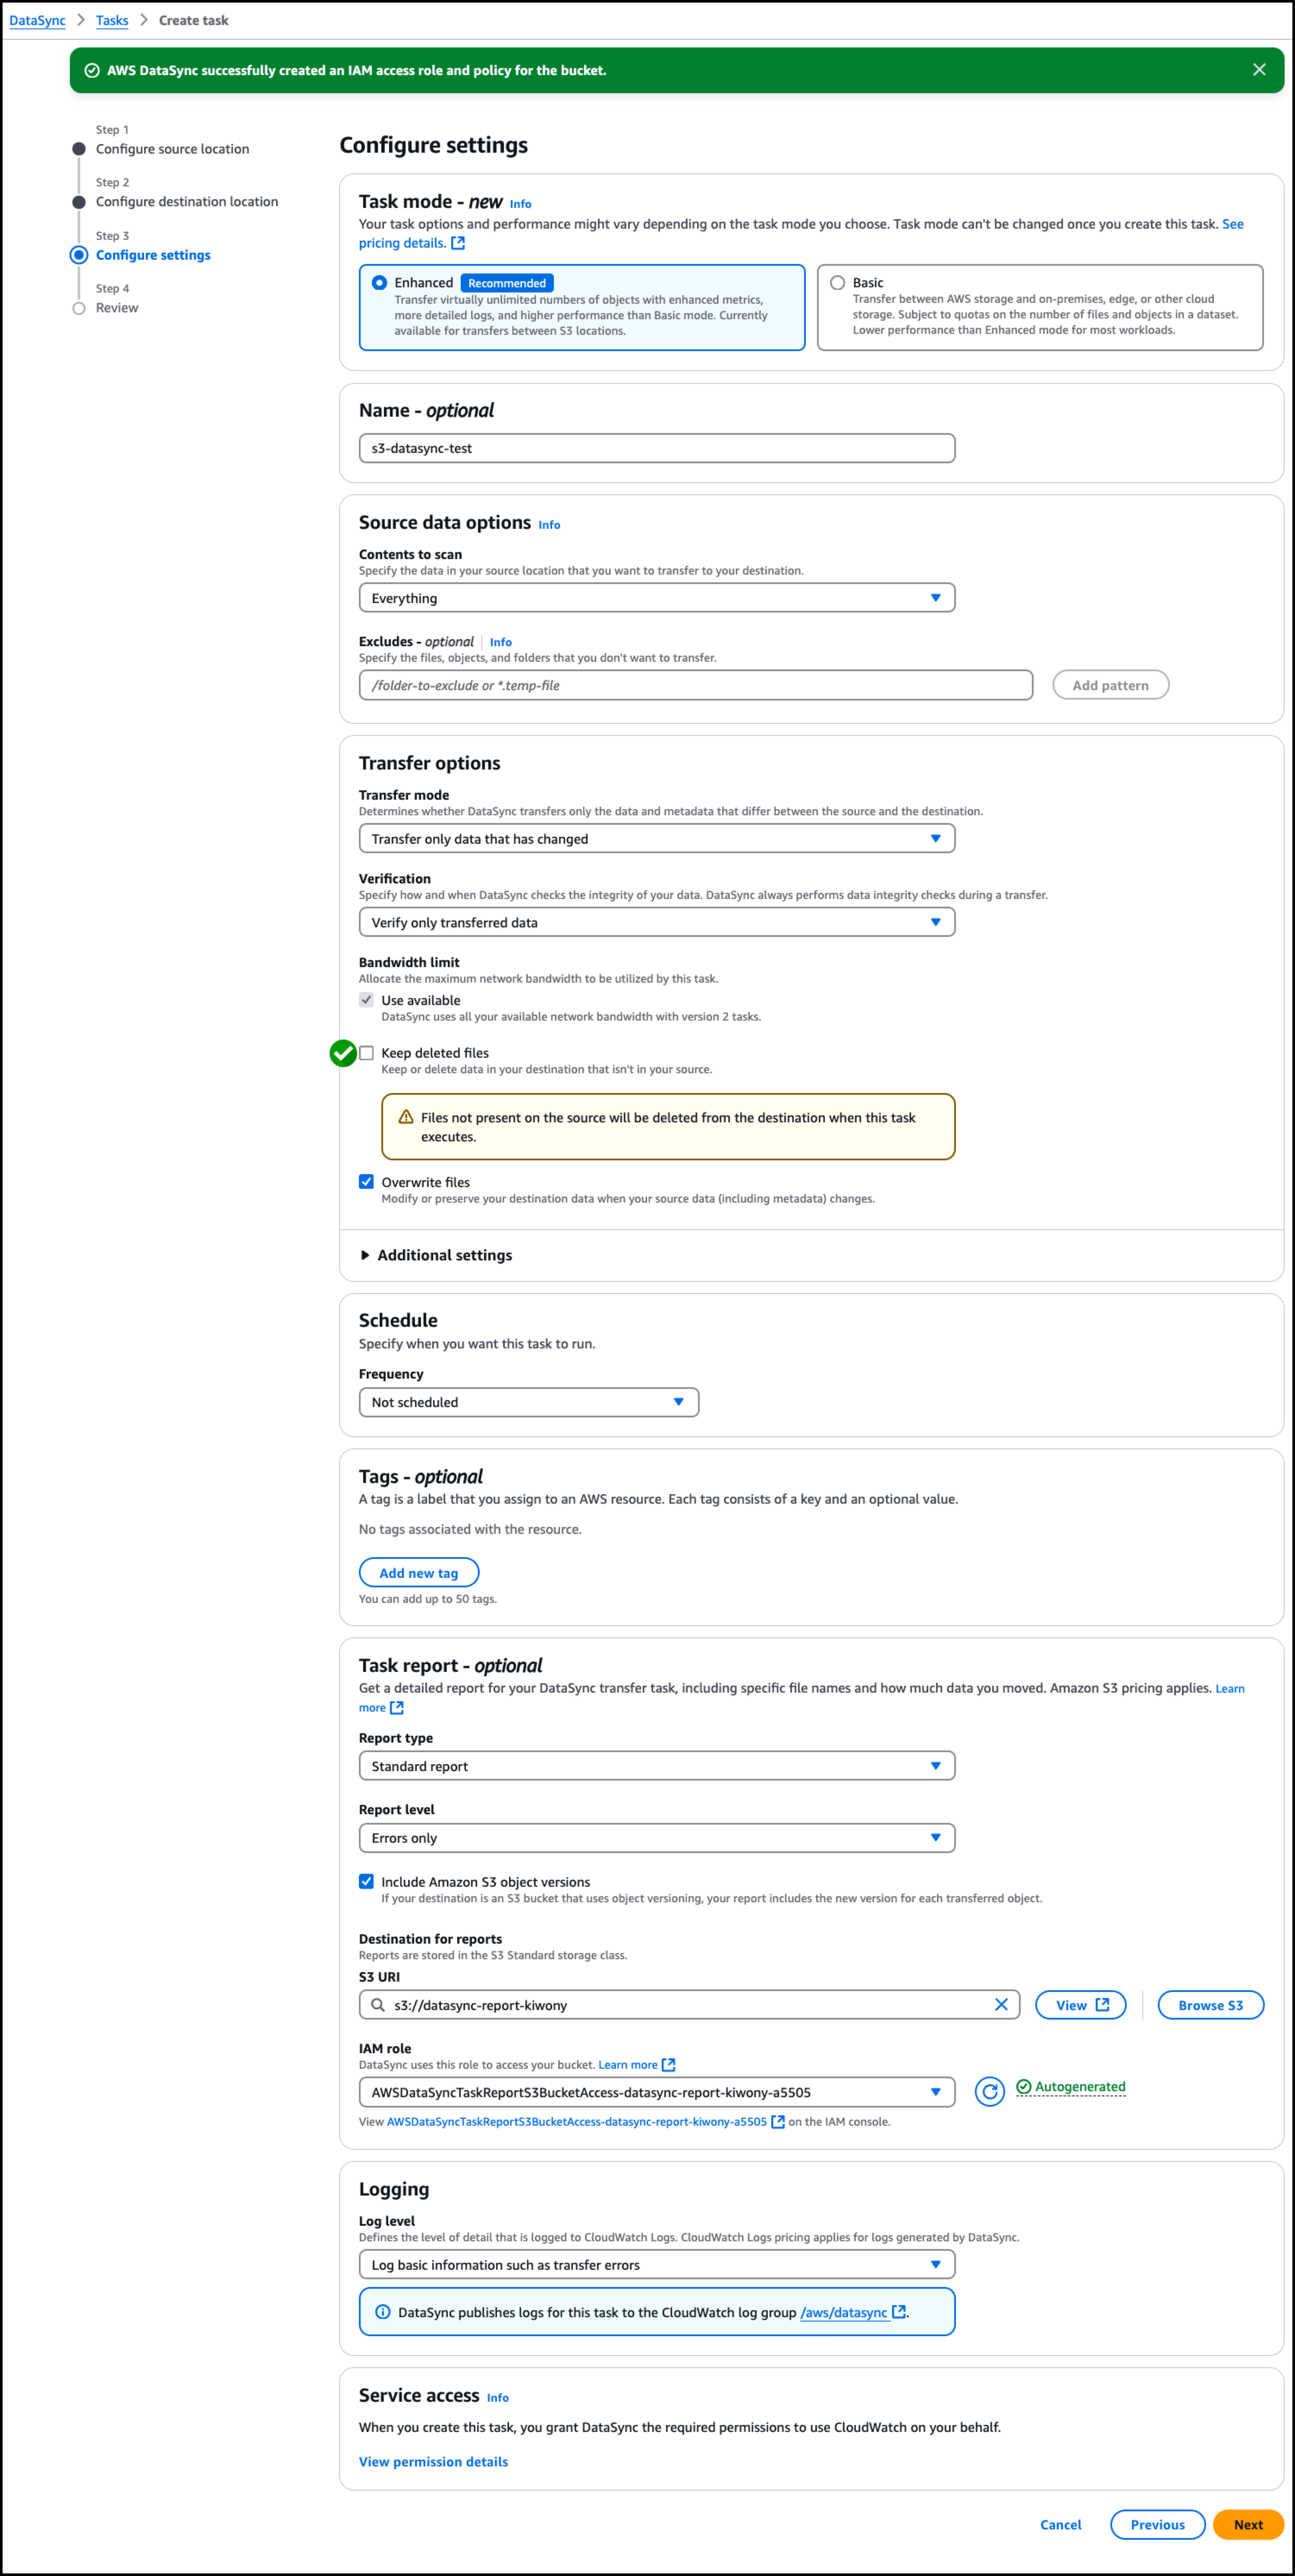 DataSync > Tasks > Create task
AWS DataSync successfully created an IAM access role and policy for the bucket.
Step 1
Configure source location
Step 2
Configure destination location
Step 3
Configure settings
Step 4
Review
Configure settings
Task mode - new Info
Your task options and performance might vary depending on the task mode you choose. Task mode can't be changed once you create this task. See
pricing details.
Enhanced Recommended
Transfer virtually unlimited numbers of objects with enhanced metrics,
more detailed logs, and higher performance than Basic mode. Currently
available for transfers between S3 locations.
Basic
Transfer between AWS storage and on-premises, edge, or other cloud
storage. Subject to quotas on the number of files and objects in a dataset.
Lower performance than Enhanced mode for most workloads.
Name - optional
s3-datasync-test
Source data options Info
Contents to scan
Specify the data in your source location that you want to transfer to your destination.
Everything
Excludes - optional Info
Specify the files, objects, and folders that you don't want to transfer.
/folder-to-exclude or *.temp-file Add pattern
Transfer options
Transfer mode
Determines whether DataSync transfers only the data and metadata that differ between the source and the destination.
Transfer only data that has changed
Verification
Specify how and when DataSync checks the integrity of your data. DataSync always performs data integrity checks during a transfer.
Verify only transferred data
Bandwidth limit
Allocate the maximum network bandwidth to be utilized by this task.
Use available
DataSync uses all your available network bandwidth with version 2 tasks.
Keep deleted files
Keep or delete data in your destination that isn't in your source.
Files not present on the source will be deleted from the destination when this task
executes.
Overwrite files
Modify or preserve your destination data when your source data (including metadata) changes.
Additional settings
Schedule
Specify when you want this task to run.
Frequency
Not scheduled
Tags - optional
A tag is a label that you assign to an AWS resource. Each tag consists of a key and an optional value.
No tags associated with the resource.
Add new tag
You can add up to 50 tags.
Task report - optional
Get a detailed report for your DataSync transfer task, including specific file names and how much data you moved. Amazon S3 pricing applies. Learn
more
Report type
Standard report
Report level
Errors only
Include Amazon S3 object versions
If your destination is an S3 bucket that uses object versioning, your report includes the new version for each transferred object.
Destination for reports
Reports are stored in the S3 Standard storage class.
S3 URI
s3://datasync-report-kiwony View Browse S3
IAM role
DataSync uses this role to access your bucket. Learn more
AWSDataSyncTaskReportS3BucketAccess-datasync-report-kiwony-a5505 Autogenerated
View AWSDataSyncTaskReportS3BucketAccess-datasync-report-kiwony-a5505 on the IAM console.
Logging
Log level
Defines the level of detail that is logged to CloudWatch Logs. CloudWatch Logs pricing applies for logs generated by DataSync.
Log basic information such as transfer errors
DataSync publishes logs for this task to the CloudWatch log group /aws/datasync .
Service access Info
When you create this task, you grant DataSync the required permissions to use CloudWatch on your behalf.
View permission details
Cancel Previous Next